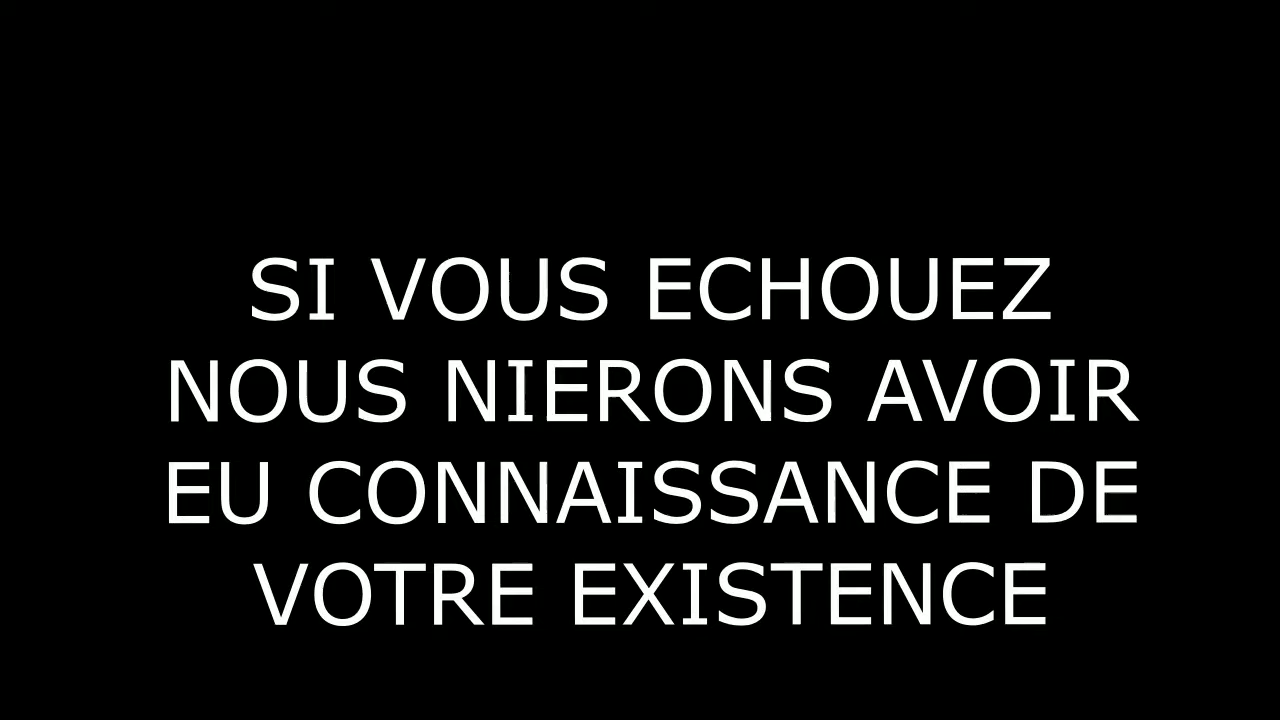 SI VOUS ECHOUEZ
NOUS NIERONS AVOIR
EU CONNAISSANCE DE
VOTRE EXISTENCE